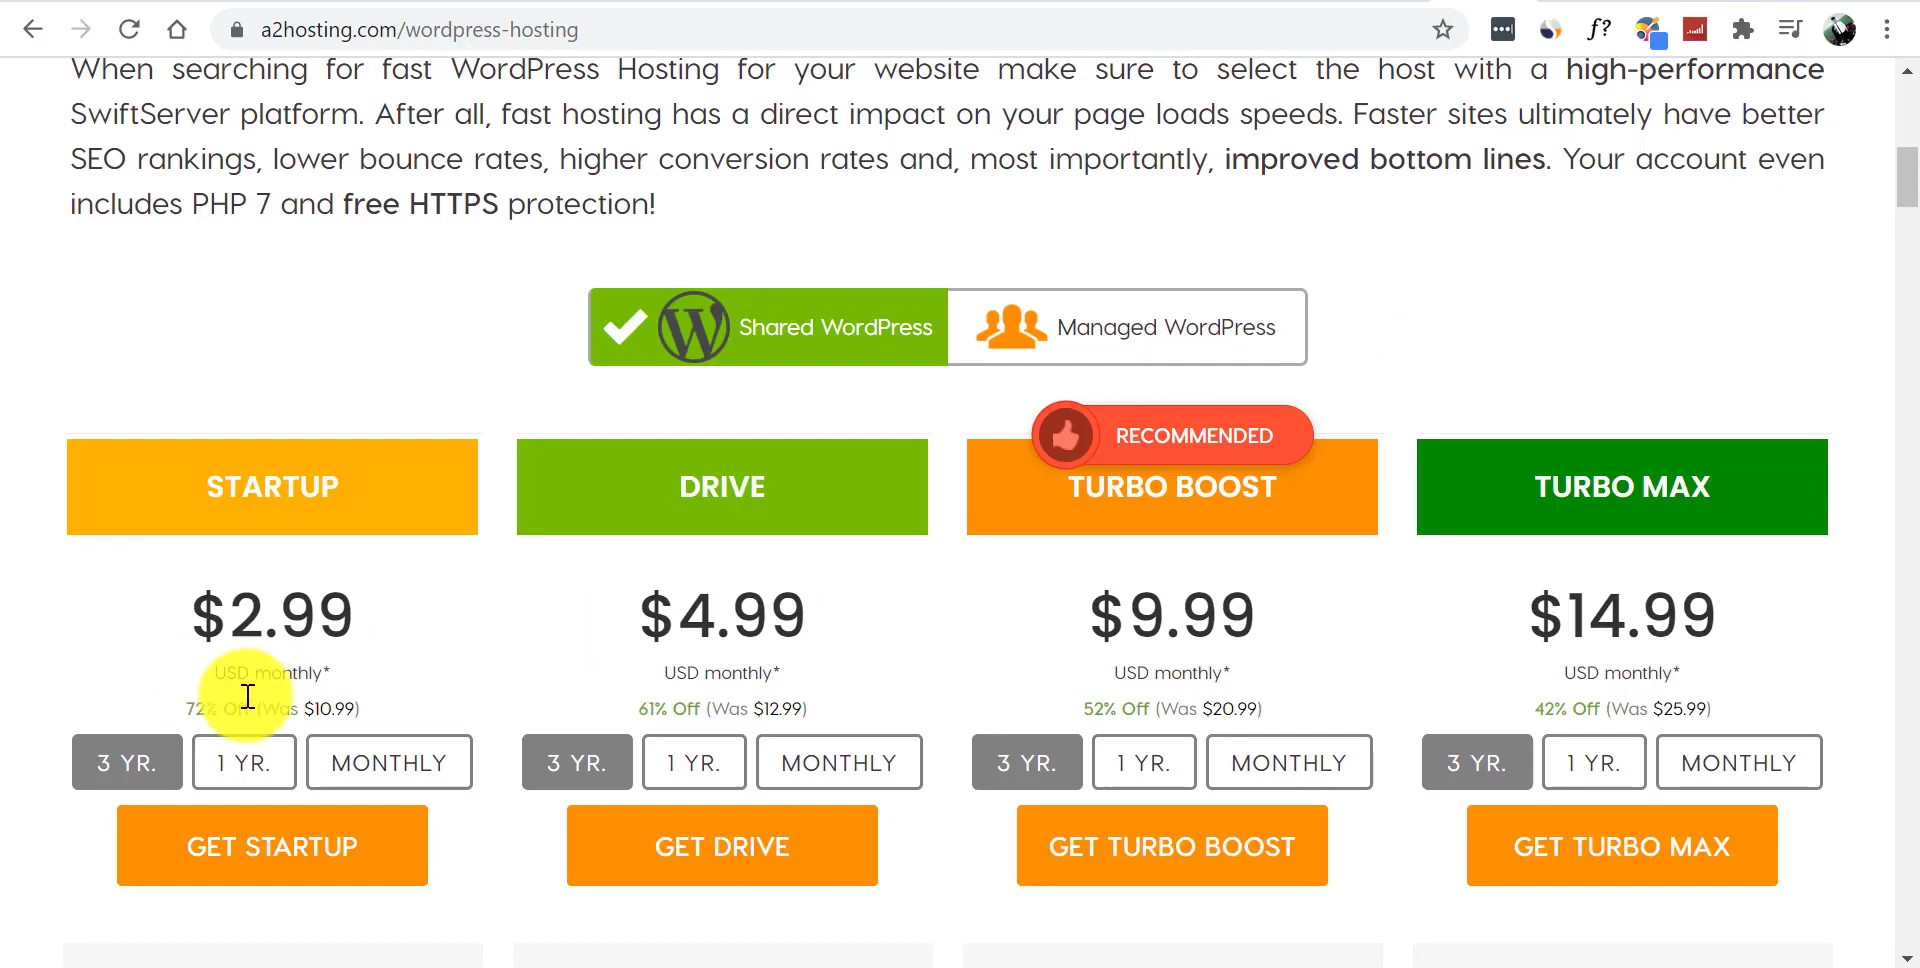 a2hosting.com/wordpress-hosting
f?
When searching for fast WordPress Hosting for your website make sure to select the host with a high-performance
SwiftServer platform. After all, fast hosting has a direct impact on your page loads speeds. Faster sites ultimately have better
SEO rankings, lower bounce rates, higher conversion rates and, most importantly, improved bottom lines. Your account even
includes PHP 7 and free HTTPS protection!
Shared WordPress
Managed WordPress
RECOMMENDED
STARTUP
DRIVE
TURBO BOOST
TURBO MAX
$2.99
$4.99
$9.99
$14.99
USD monthly*
USD monthly*
USD monthly*
USD monthly*
72% Off (Was $10.99)
61% Off (Was $12.99)
52% Off (Was $20.99)
42% Off (Was $25.99)
3 YR. 1 YR. MONTHLY
3 YR. 1 YR. MONTHLY
3 YR. 1 YR. MONTHLY
3 YR. 1 YR. MONTHLY
GET STARTUP
GET DRIVE
GET TURBO BOOST
GET TURBO MAX